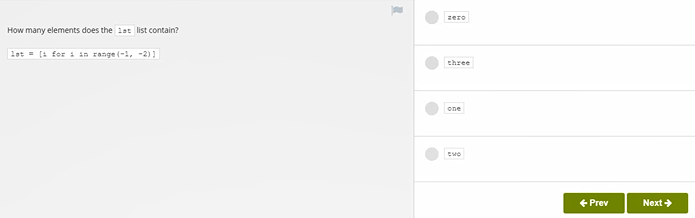 How many elements does the lst list contain?
lst = [i for i in range(-1, -2)]
zero
three
one
two
Prev
Next